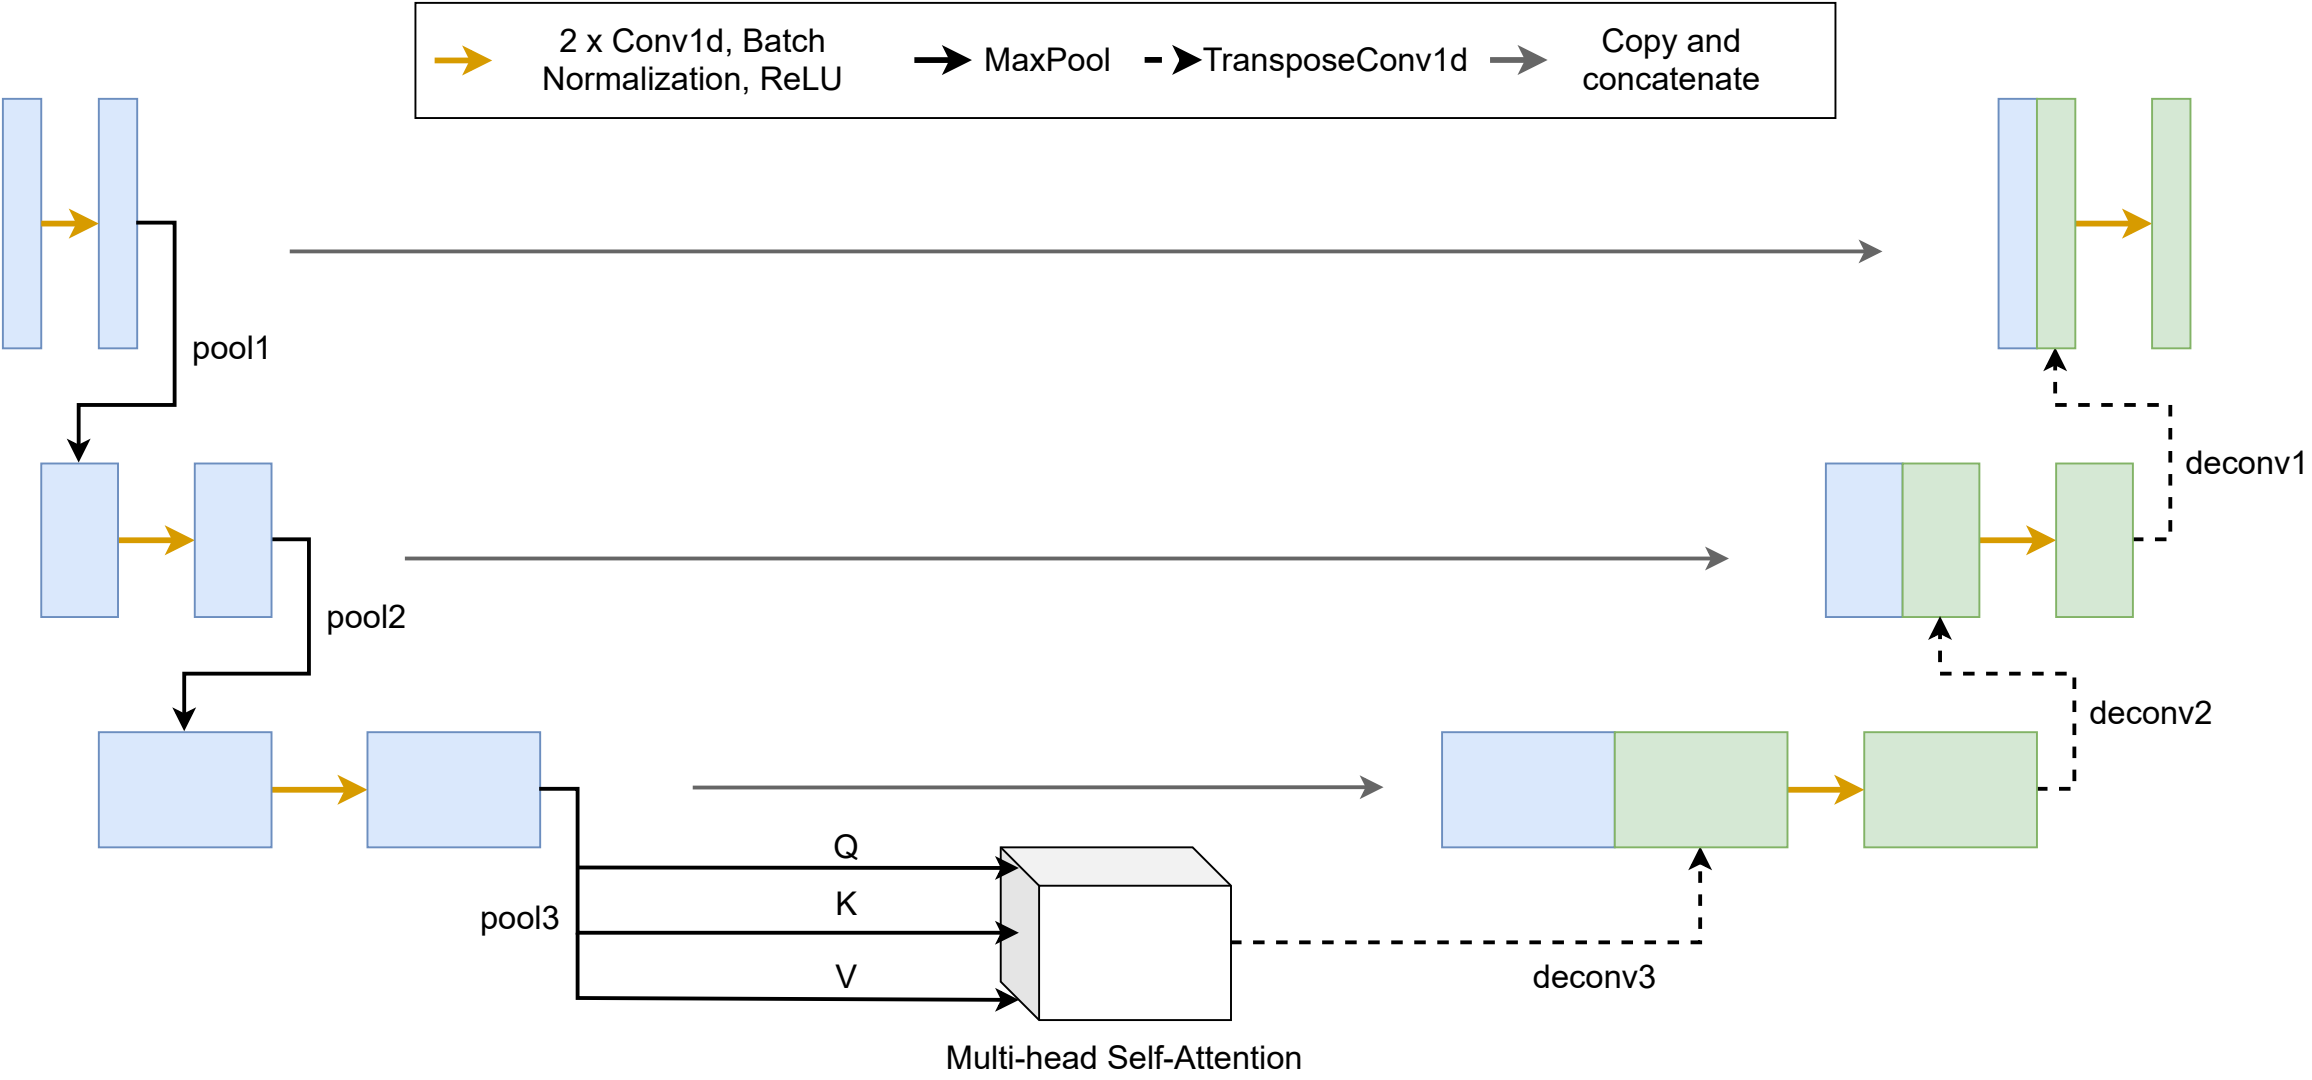 2 x Conv1d, Batch
Normalization, ReLU
MaxPool
TransposeConv1d
Copy and
concatenate
pool1
deconv1
pool2
deconv2
Q
K
pool3
V
deconv3
Multi-head Self-Attention